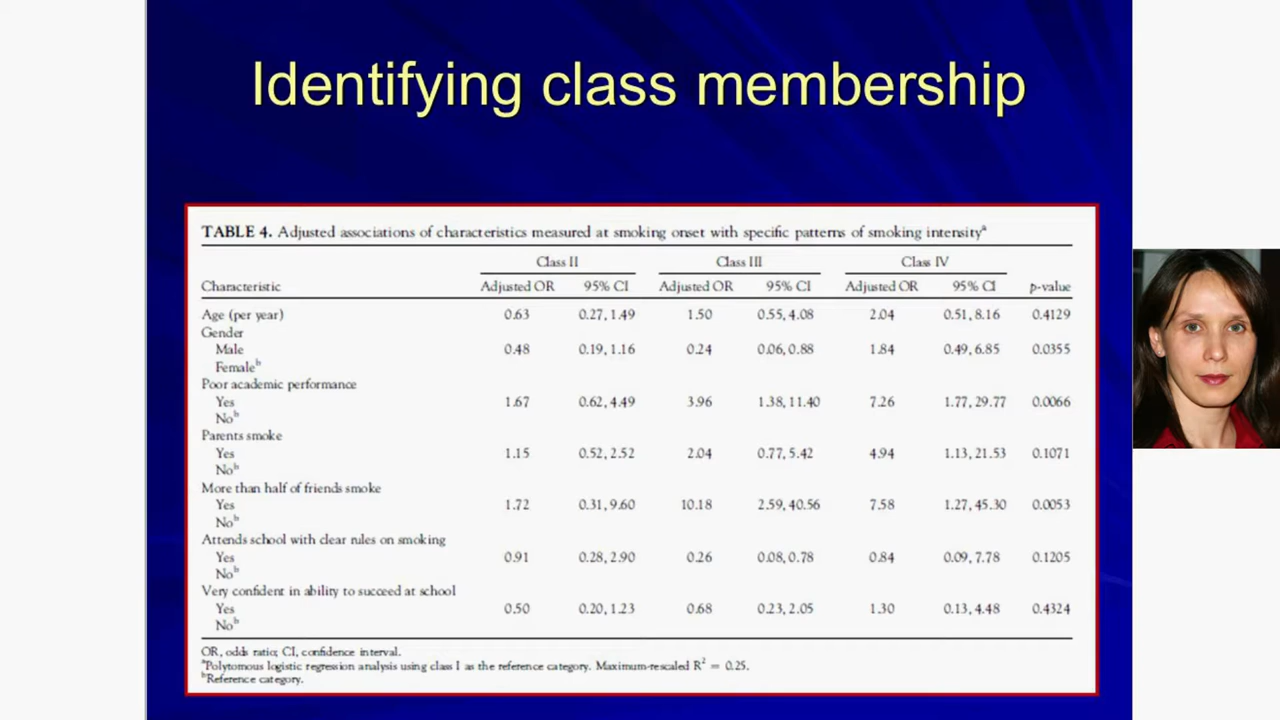 Identifying class membership
TABLE 4. Adjusted associations of characteristics measured at smoking onset with specific patterns of smoking intensityᵃ
Class II Class III Class IV
Characteristic Adjusted OR 95% CI Adjusted OR 95% CI Adjusted OR 95% CI p-value
Age (per year) 0.63 0.27, 1.49 1.50 0.55, 4.08 2.04 0.51, 8.16 0.4129
Gender
Male 0.48 0.19, 1.16 0.24 0.06, 0.88 1.84 0.49, 6.85 0.0355
Femaleᵇ
Poor academic performance
Yes 1.67 0.62, 4.49 3.96 1.38, 11.40 7.26 1.77, 29.77 0.0066
Noᵇ
Parents smoke
Yes 1.15 0.52, 2.52 2.04 0.77, 5.42 4.94 1.13, 21.53 0.1071
Noᵇ
More than half of friends smoke
Yes 1.72 0.31, 9.60 10.18 2.59, 40.56 7.58 1.27, 45.30 0.0053
Noᵇ
Attends school with clear rules on smoking
Yes 0.91 0.28, 2.90 0.26 0.08, 0.78 0.84 0.09, 7.78 0.1205
Noᵇ
Very confident in ability to succeed at school
Yes 0.50 0.20, 1.23 0.68 0.23, 2.05 1.30 0.13, 4.48 0.4324
Noᵇ
OR, odds ratio; CI, confidence interval.
ᵃPolytomous logistic regression analysis using class I as the reference category. Maximum-rescaled R² = 0.25.
ᵇReference category.